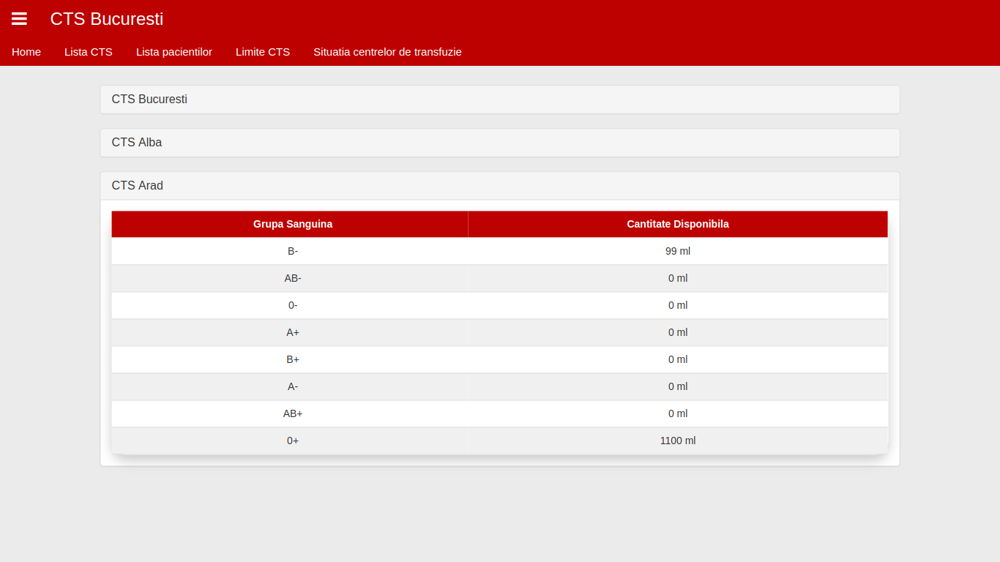 CTS Bucuresti
Home Lista CTS Lista pacientilor Limite CTS Situatia centrelor de transfuzie
CTS Bucuresti
CTS Alba
CTS Arad
Grupa Sanguina Cantitate Disponibila
B- 99 ml
AB- 0 ml
0- 0 ml
A+ 0 ml
B+ 0 ml
A- 0 ml
AB+ 0 ml
0+ 1100 ml